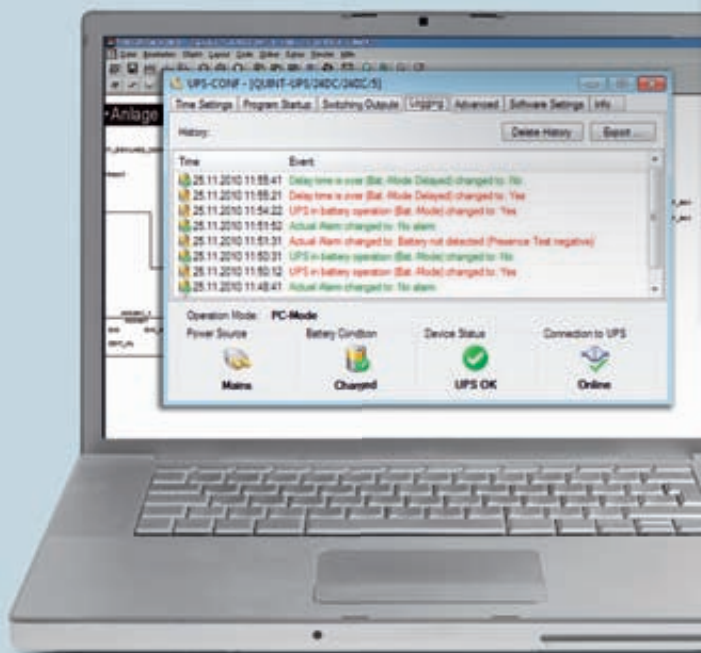 UPS-CONF - [QUINT-UPS/24DC/24DC/5]
Time Settings Program Startup Switching Outputs Logging Advanced Software Settings Info
Anlage
History: Delete History Export ...
Time Event
25.11.2010 11:55:41 Delay time is over (Bat.-Mode Delayed) changed to: No
25.11.2010 11:55:21 Delay time is over (Bat.-Mode Delayed) changed to: Yes
25.11.2010 11:54:22 UPS in battery operation (Bat.-Mode) changed to: Yes
25.11.2010 11:51:52 Actual Alarm changed to: No alarm
25.11.2010 11:51:31 Actual Alarm changed to: Battery not detected (Presence Test negative)
25.11.2010 11:50:31 UPS in battery operation (Bat.-Mode) changed to: No
25.11.2010 11:50:12 UPS in battery operation (Bat.-Mode) changed to: Yes
25.11.2010 11:48:41 Actual Alarm changed to: No alarm
Operation Mode: PC-Mode
Power Source Battery Condition Device Status Connection to UPS
Mains Charged UPS OK Online